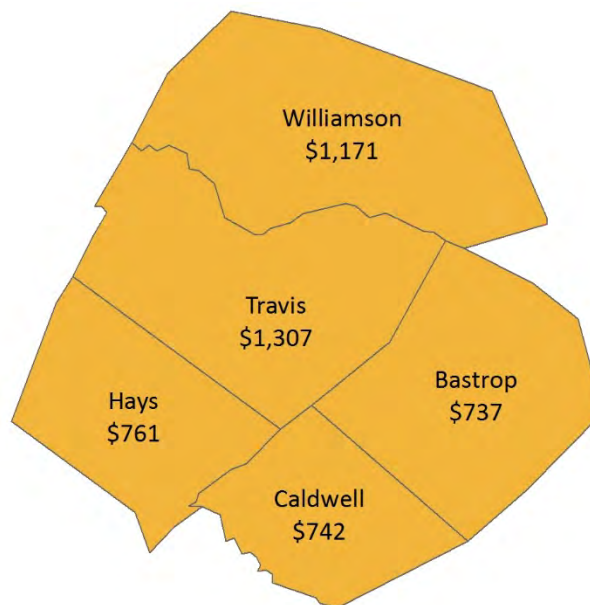 Williamson
$1,171
Travis
$1,307
Hays
$761
Bastrop
$737
Caldwell
$742